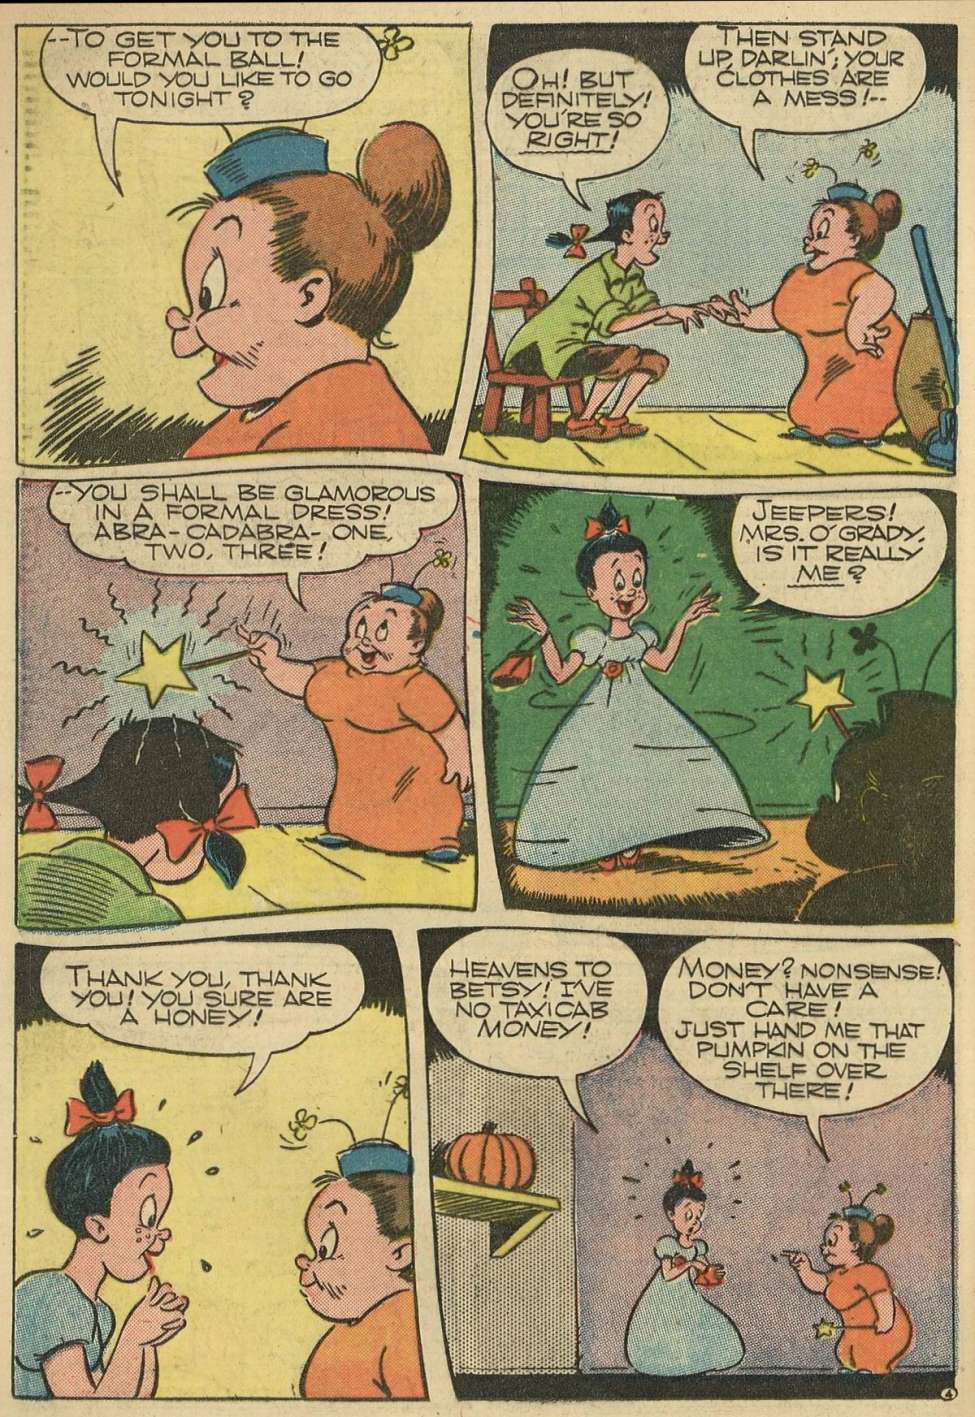 --TO GET YOU TO THE
FORMAL BALL!
WOULD YOU LIKE TO GO
TONIGHT?
OH! BUT
DEFINITELY!
YOU'RE SO
RIGHT!
THEN STAND
UP, DARLIN'; YOUR
CLOTHES ARE
A MESS!--
--YOU SHALL BE GLAMOROUS
IN A FORMAL DRESS!
ABRA-CADABRA- ONE,
TWO, THREE!
JEEPERS!
MRS. O'GRADY,
IS IT REALLY
ME?
THANK YOU, THANK
YOU! YOU SURE ARE
A HONEY!
HEAVENS TO
BETSY! I'VE
NO TAXICAB
MONEY!
MONEY? NONSENSE!
DON'T HAVE A
CARE!
JUST HAND ME THAT
PUMPKIN ON THE
SHELF OVER
THERE!
4